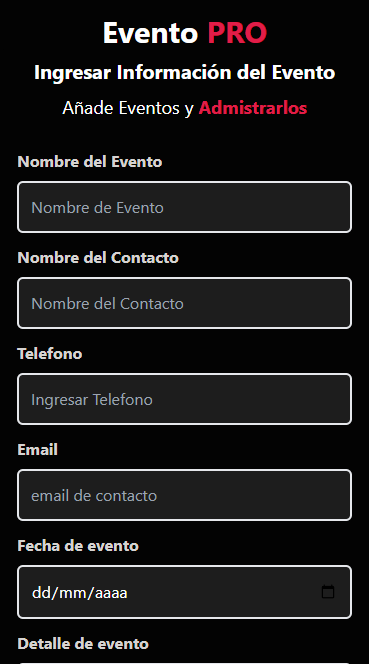 Evento PRO
Ingresar Información del Evento
Añade Eventos y Admistrarlos
Nombre del Evento
Nombre de Evento
Nombre del Contacto
Nombre del Contacto
Telefono
Ingresar Telefono
Email
email de contacto
Fecha de evento
dd/mm/aaaa
Detalle de evento